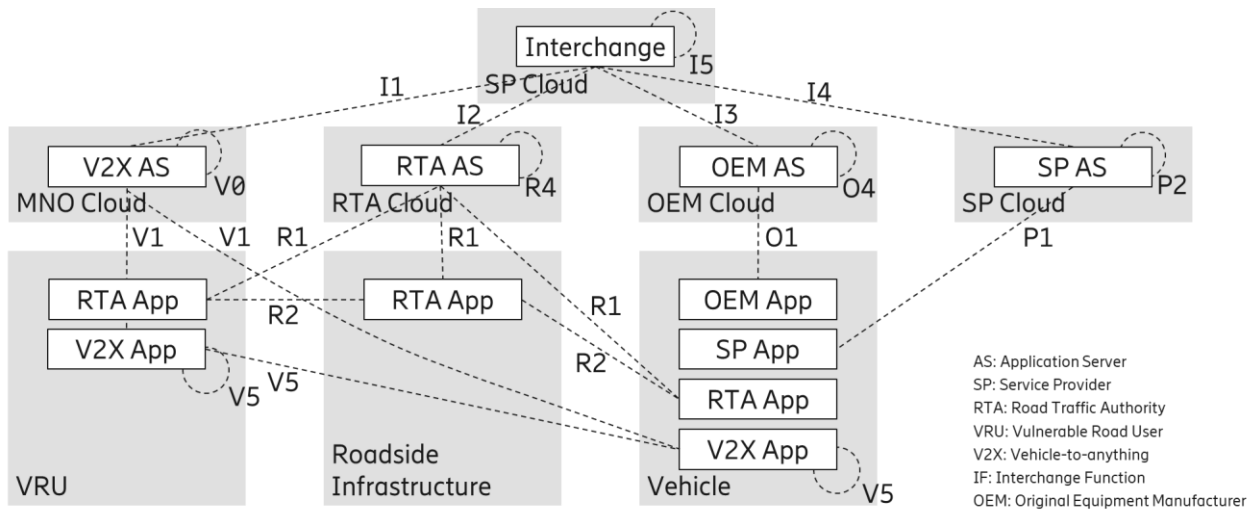 Interchange
I5
SP Cloud
I1
I2
I3
I4
V2X AS
V0
MNO Cloud
RTA AS
R4
RTA Cloud
OEM AS
O4
OEM Cloud
SP AS
P2
SP Cloud
V1
R1
V1
R1
O1
P1
RTA App
V2X App
V5
VRU
R2
V5
RTA App
R1
R2
Roadside
Infrastructure
OEM App
SP App
RTA App
V2X App
V5
Vehicle
AS: Application Server
SP: Service Provider
RTA: Road Traffic Authority
VRU: Vulnerable Road User
V2X: Vehicle-to-anything
IF: Interchange Function
OEM: Original Equipment Manufacturer